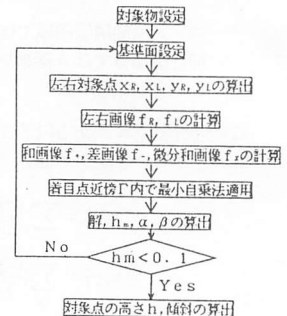 対象物設定
基準面設定
左右対象点xR, xL, yR, yLの算出
左右画像fR, fLの計算
和画像f+,差画像f-,微分和画像fxの計算
着目点近傍Γ内で最小自乗法適用
解, hm, α, βの算出
No
hm<0.1
Yes
対象点の高さh,傾斜の算出